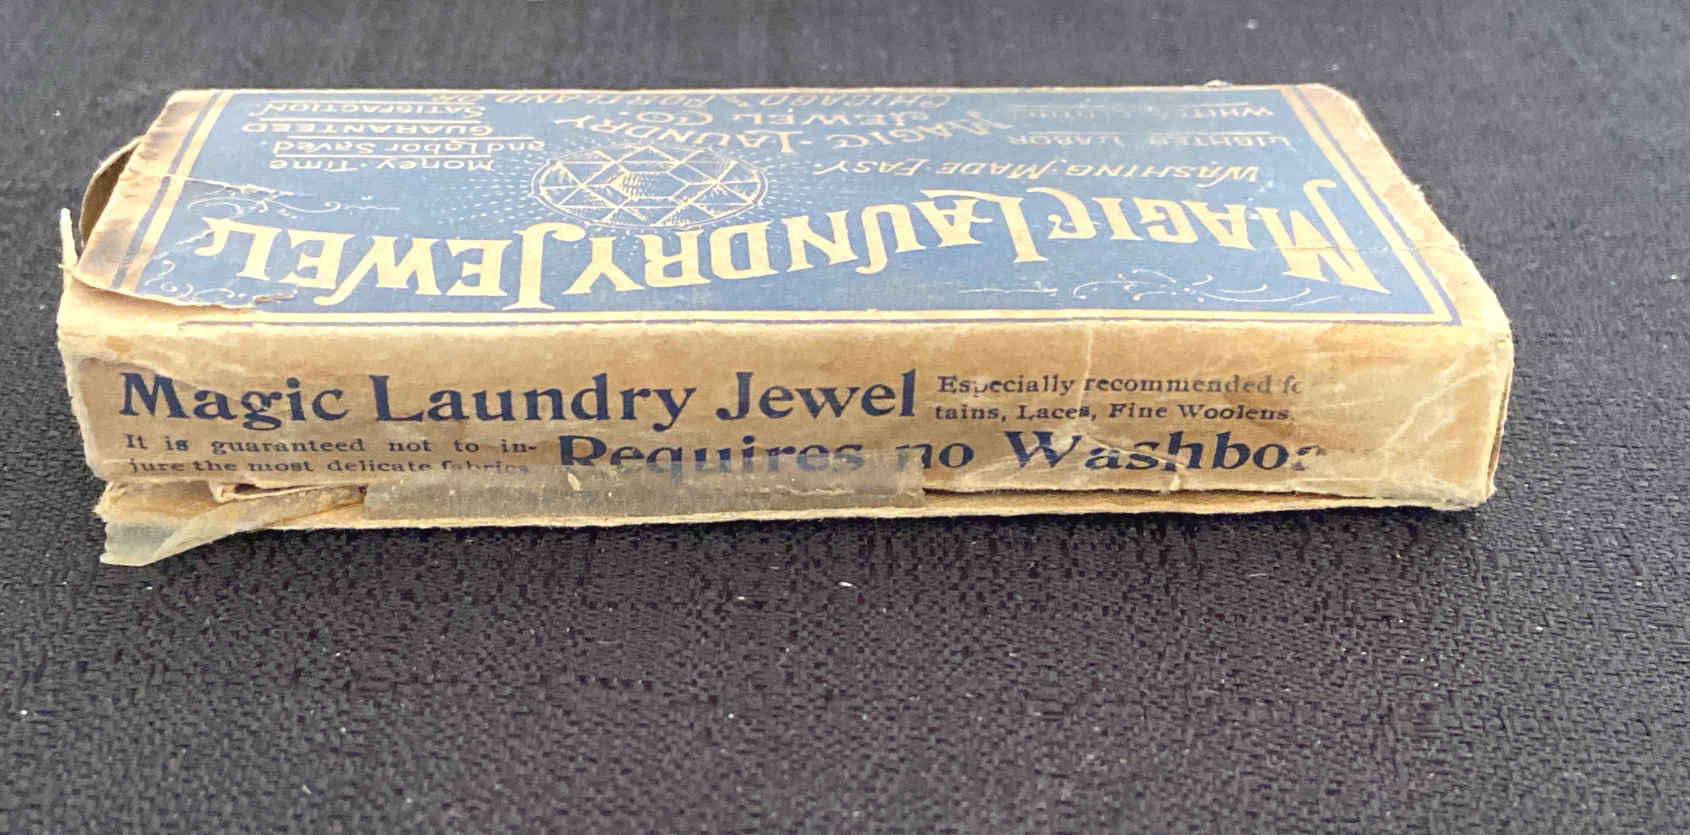 MAGIC LAUNDRY JEWEL
WASHING MADE EASY.
LIGHTER LABOR
Money-Time
and Labor Saved
GUARANTEED
SATISFACTION
MAGIC LAUNDRY
JEWEL CO.
CHICAGO & PORTLAND OR.
Magic Laundry Jewel
Especially recommended
tains, Laces, Fine Woolens
It is guaranteed not to in-
jure the most delicate fabrics
Requires no Washbo